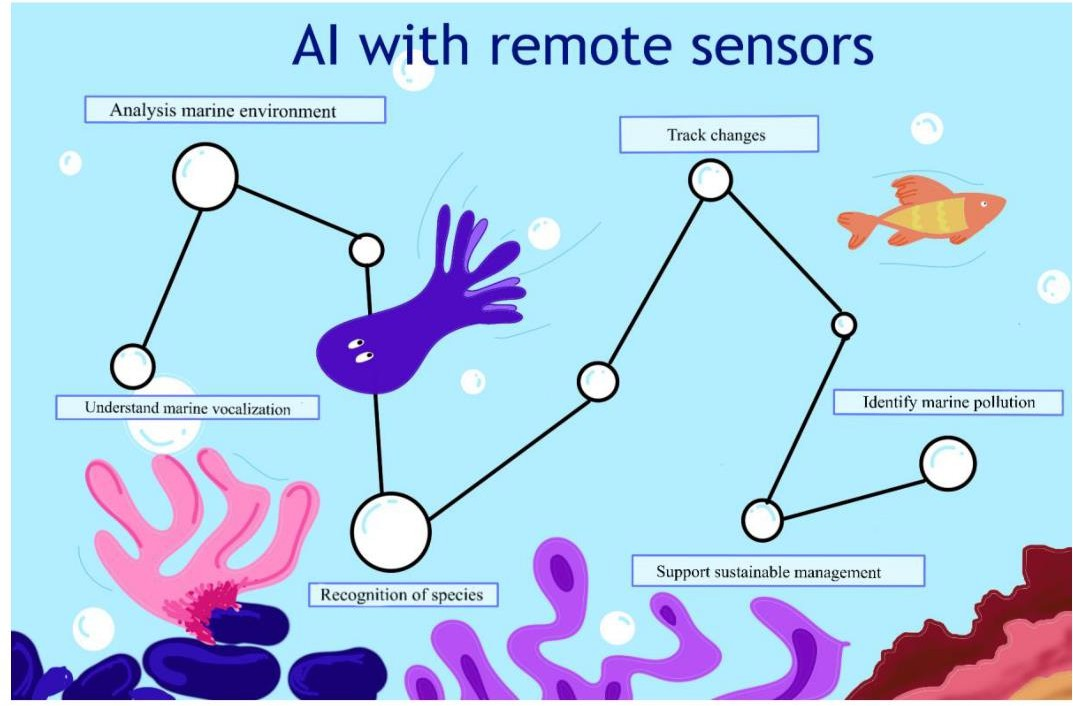 AI with remote sensors
Analysis marine environment
Track changes
Understand marine vocalization
Identify marine pollution
Recognition of species
Support sustainable management